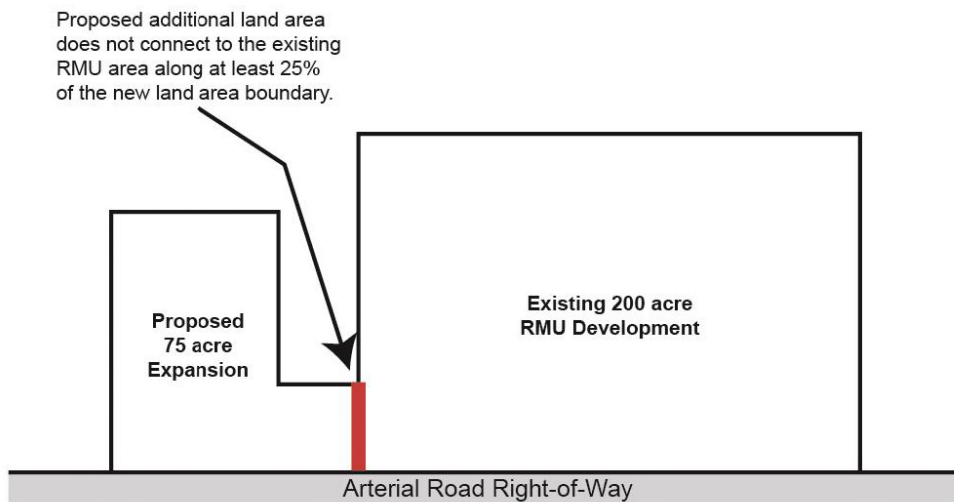 Proposed additional land area
does not connect to the existing
RMU area along at least 25%
of the new land area boundary.
Proposed
75 acre
Expansion
Existing 200 acre
RMU Development
Arterial Road Right-of-Way